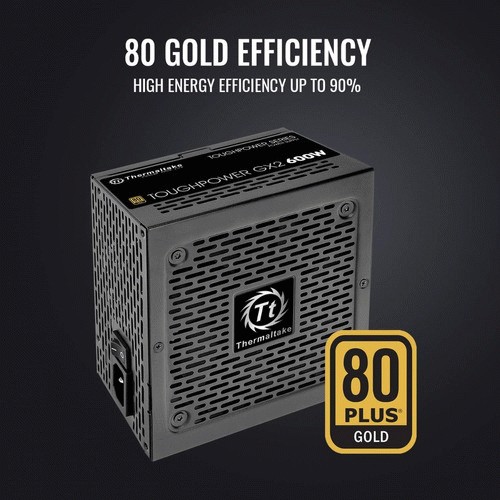 80 GOLD EFFICIENCY
HIGH ENERGY EFFICIENCY UP TO 90%
Thermaltake
TOUGHPOWER SERIES
TOUGHPOWER GX2 600W
Tt
Thermaltake
80
PLUS®
GOLD